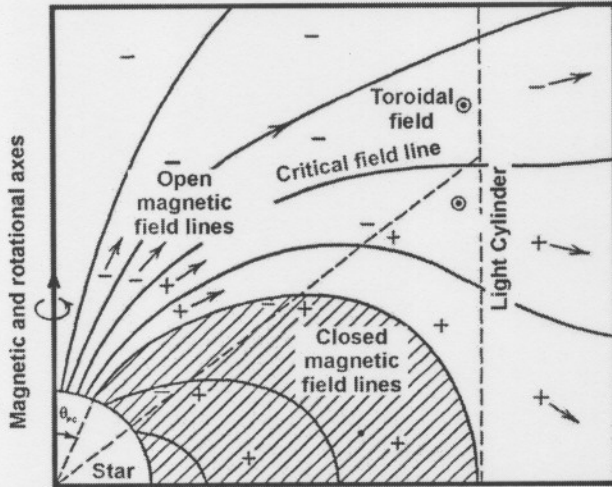 Magnetic and rotational axes
Toroidal
field
Critical field line
Open
magnetic
field lines
Light Cylinder
Closed
magnetic
field lines
θPC
Star